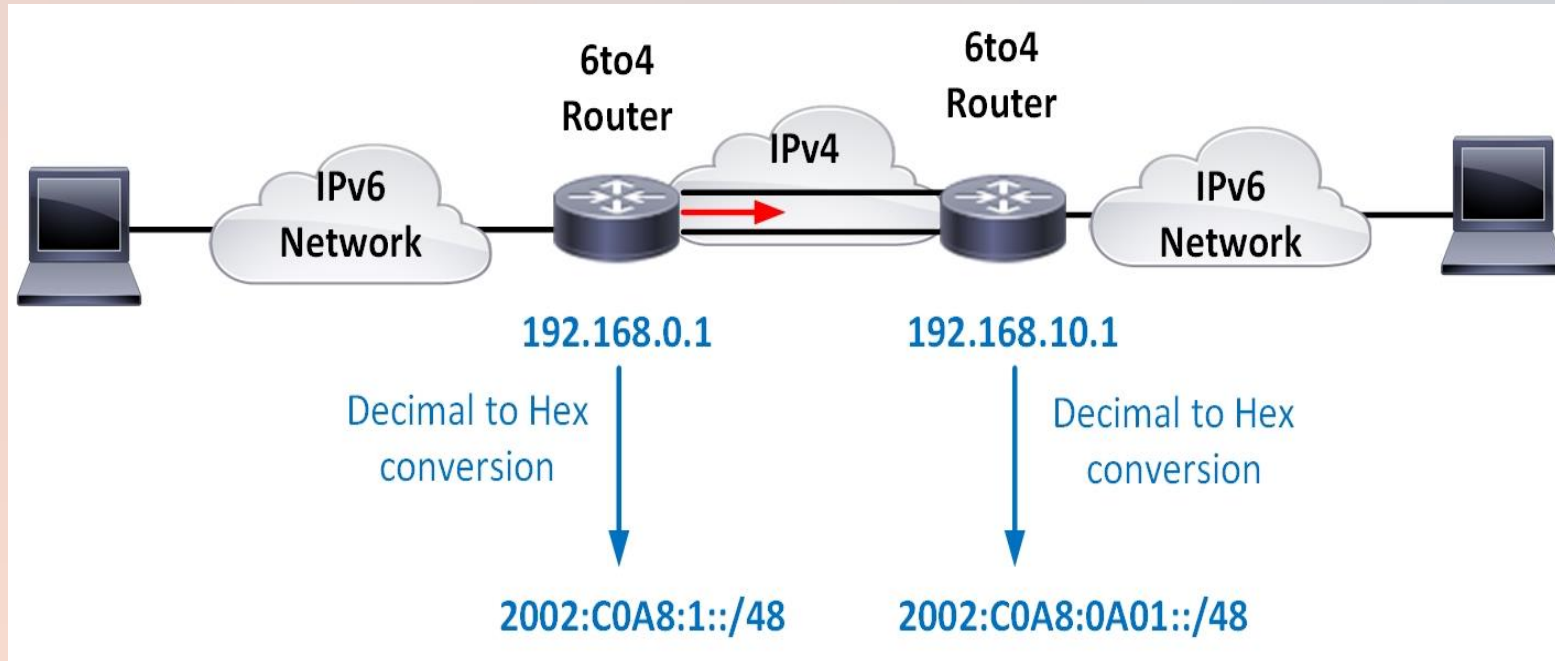 6to4
Router
6to4
Router
IPv4
IPv6
Network
IPv6
Network
192.168.0.1
192.168.10.1
Decimal to Hex
conversion
Decimal to Hex
conversion
2002:C0A8:1::/48
2002:C0A8:0A01::/48